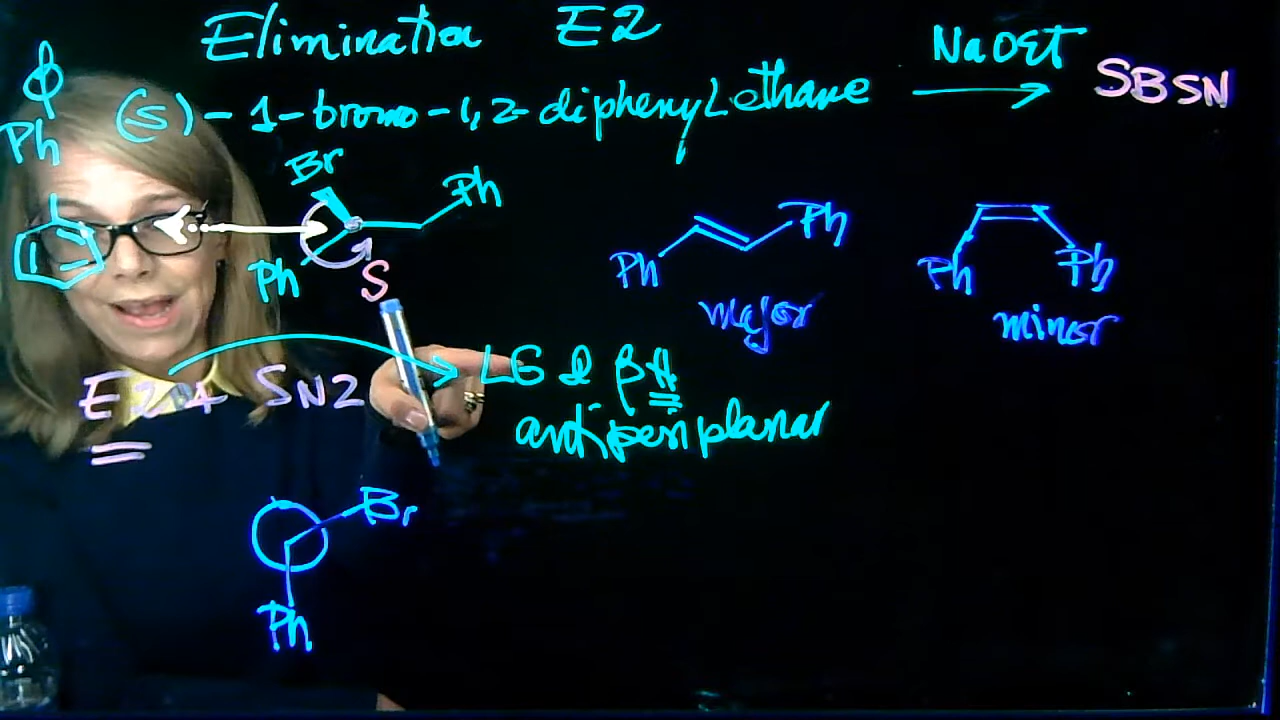 Elimination E2
(S)-1-bromo-1,2-diphenylethane
NaOEt
SBSN
ϕ
Ph
Br
Ph
Ph
S
Ph
Ph
major
Ph
Ph
minor
E2 + SN2
LG & β H
antiperiplanar
Br
Ph